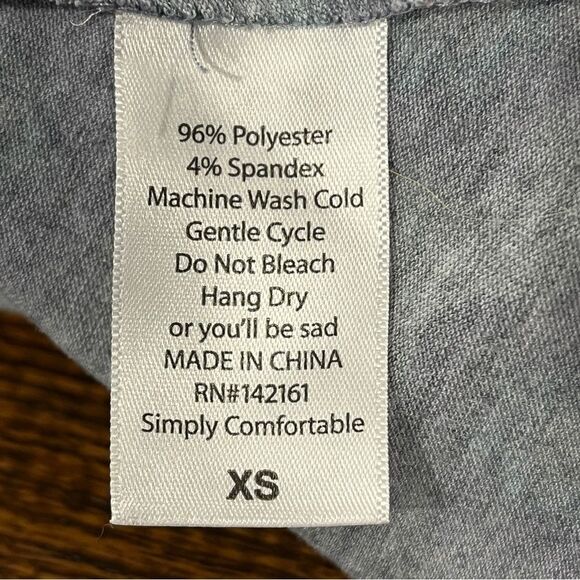 96% Polyester
4% Spandex
Machine Wash Cold
Gentle Cycle
Do Not Bleach
Hang Dry
or you'll be sad
MADE IN CHINA
RN#142161
Simply Comfortable
XS